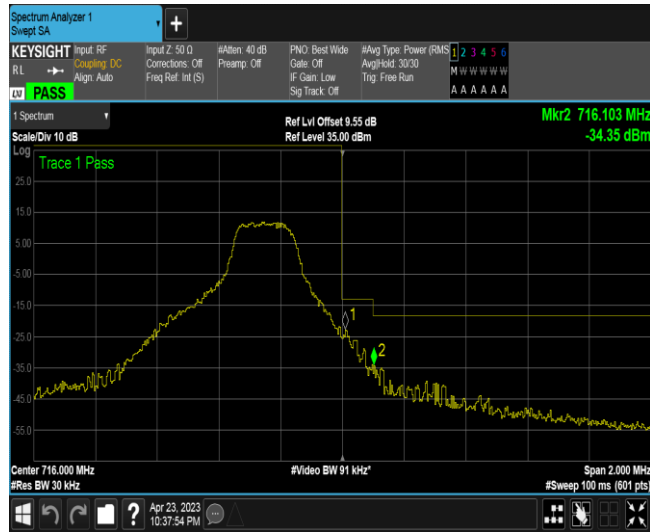 Spectrum Analyzer 1
Swept SA
+
KEYSIGHT Input: RF Input Z: 50 Ω #Atten: 40 dB PNO: Best Wide #Avg Type: Power (RMS 1 2 3 4 5 6
RL Coupling: DC Corrections: Off Preamp: Off Gate: Off Avg|Hold: 30/30 M W W W W W
Align: Auto Freq Ref: Int (S) IF Gain: Low Trig: Free Run
LXI PASS Sig Track: Off A A A A A A
1 Spectrum Ref Lvl Offset 9.55 dB Mkr2 716.103 MHz
Scale/Div 10 dB Ref Level 35.00 dBm -34.35 dBm
Log
Trace 1 Pass
25.0
15.0
5.00
-5.00
-15.0
1
-25.0
2
-35.0
-45.0
-55.0
Center 716.000 MHz #Video BW 91 kHz* Span 2.000 MHz
#Res BW 30 kHz #Sweep 100 ms (601 pts)
? Apr 23, 2023
10:37:54 PM